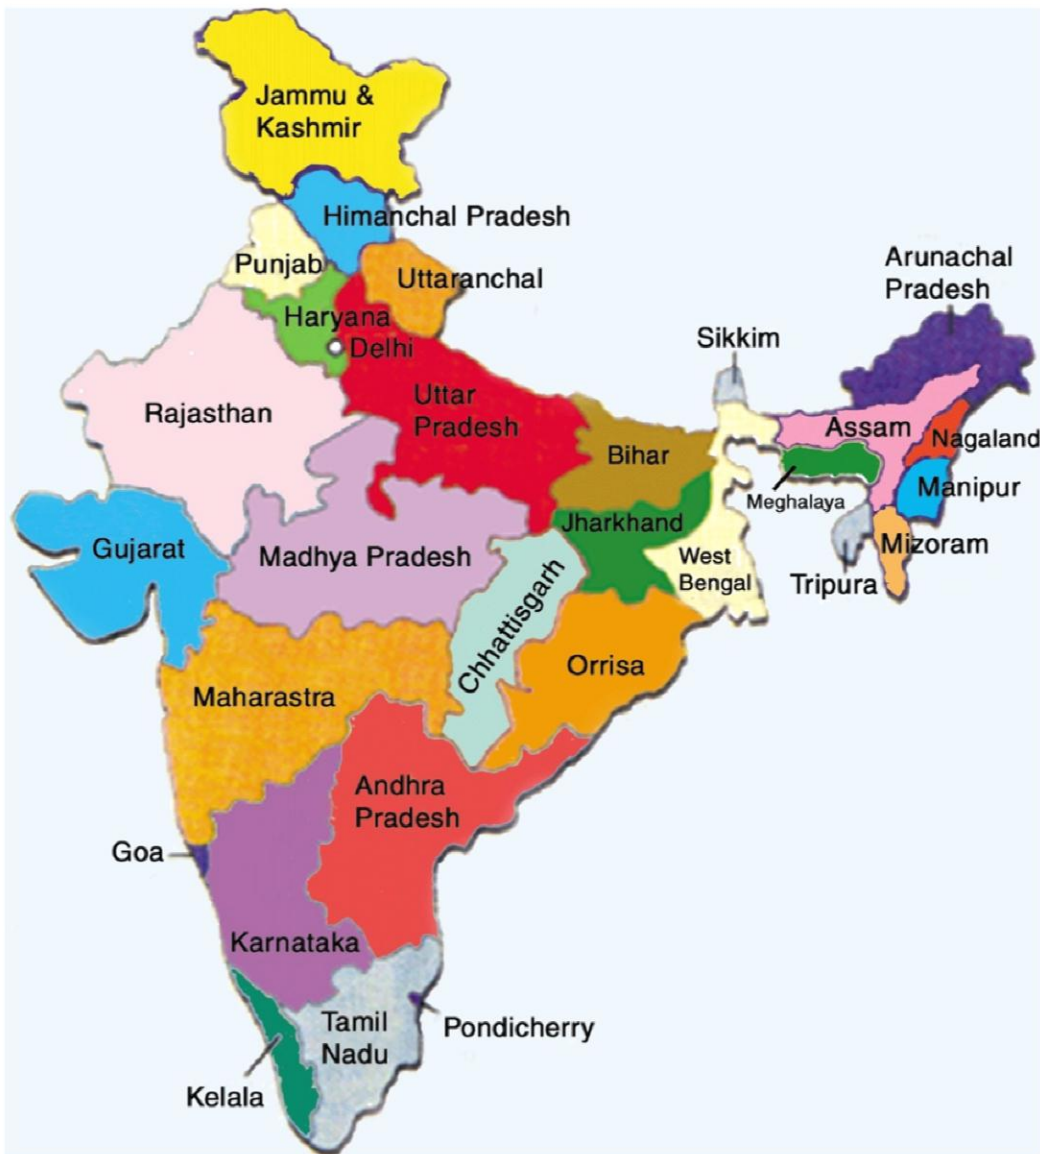 Jammu &
Kashmir
Himanchal Pradesh
Punjab
Uttaranchal
Arunachal
Pradesh
Haryana
Delhi
Sikkim
Rajasthan
Uttar
Pradesh
Assam
Nagaland
Bihar
Meghalaya
Manipur
Jharkhand
Gujarat
Madhya Pradesh
West
Bengal
Mizoram
Tripura
Chhattisgarh
Orrisa
Maharastra
Andhra
Pradesh
Goa
Karnataka
Tamil
Nadu
Pondicherry
Kelala